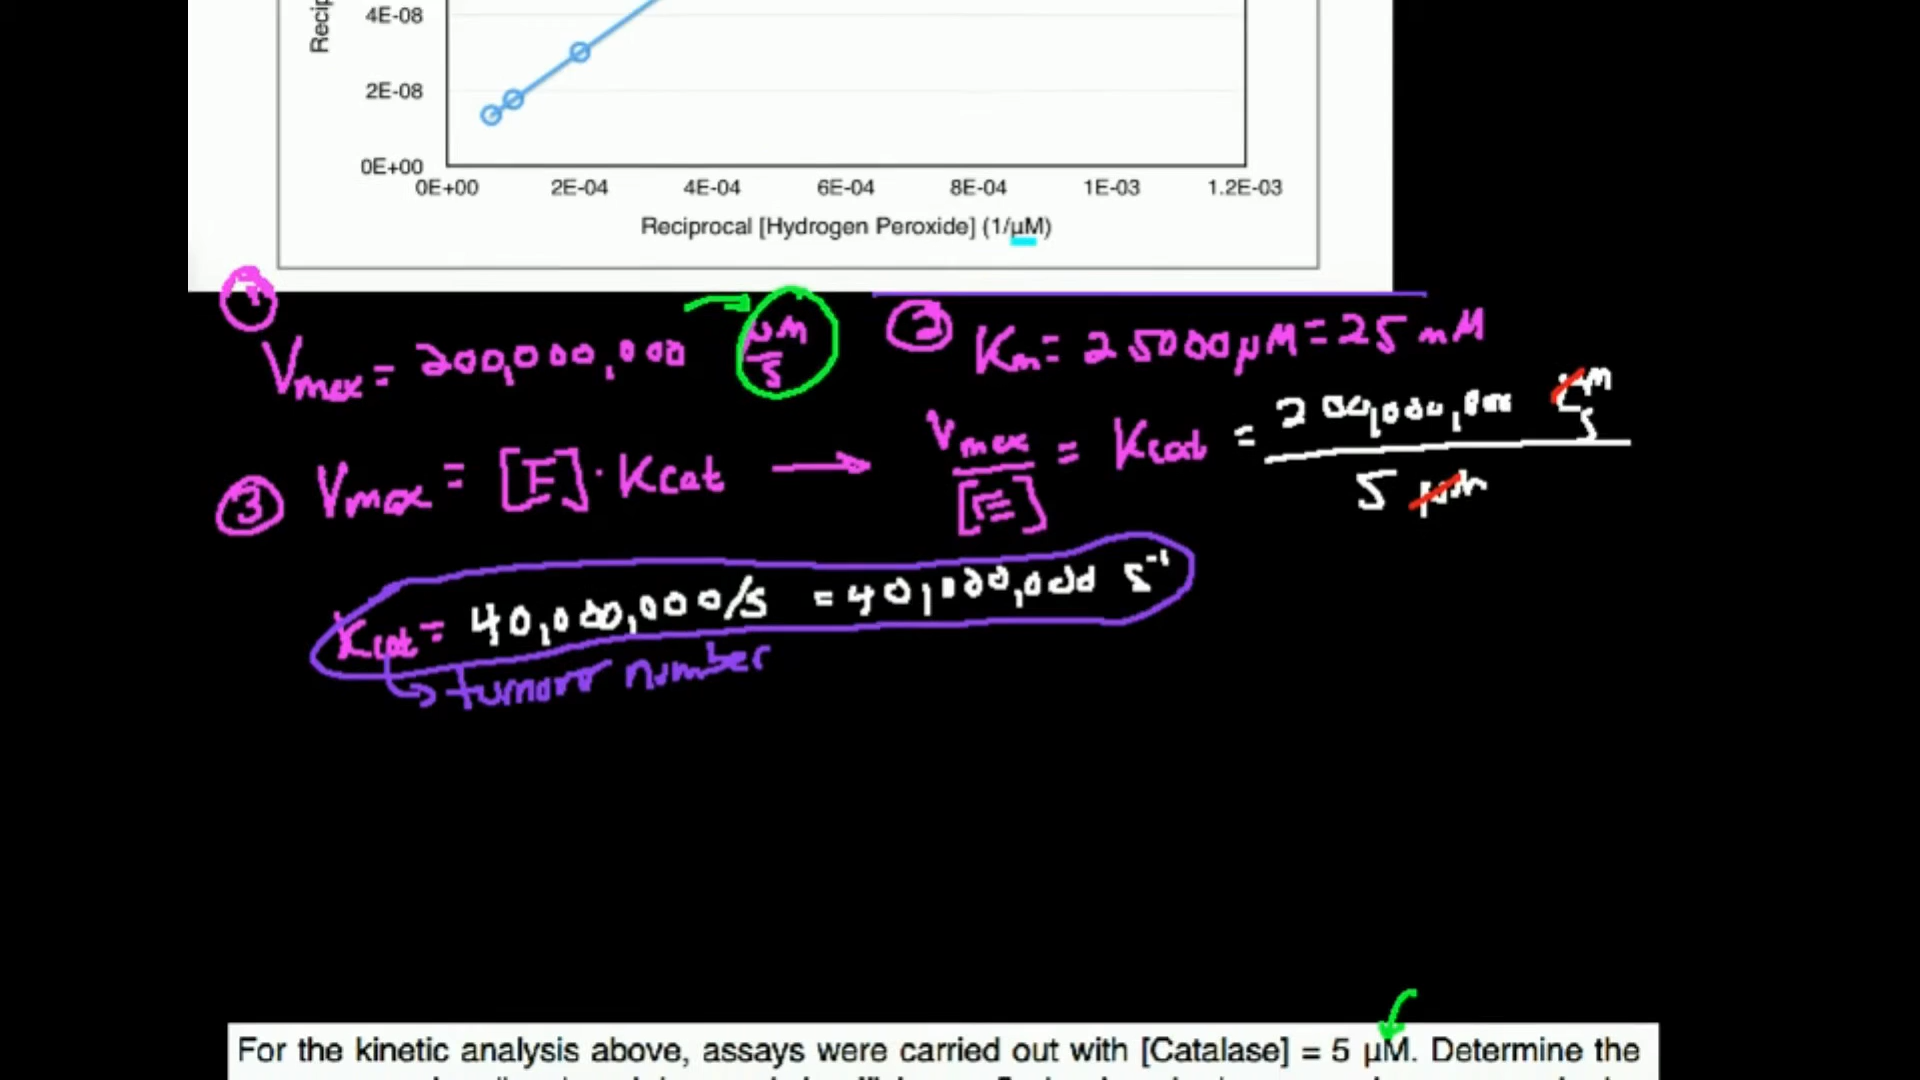 Recip
4E-08
2E-08
0E+00
0E+00 2E-04 4E-04 6E-04 8E-04 1E-03 1.2E-03
Reciprocal [Hydrogen Peroxide] (1/μM)
① Vmax = 200,000,000 μM/s
② Km = 25000 μM = 25 mM
③ Vmax = [E] · Kcat → Vmax/[E] = Kcat = 200,000,000 μM/s / 5 μM
Kcat = 40,000,000/s = 40,000,000 s⁻¹
turnover number
For the kinetic analysis above, assays were carried out with [Catalase] = 5 μM. Determine the